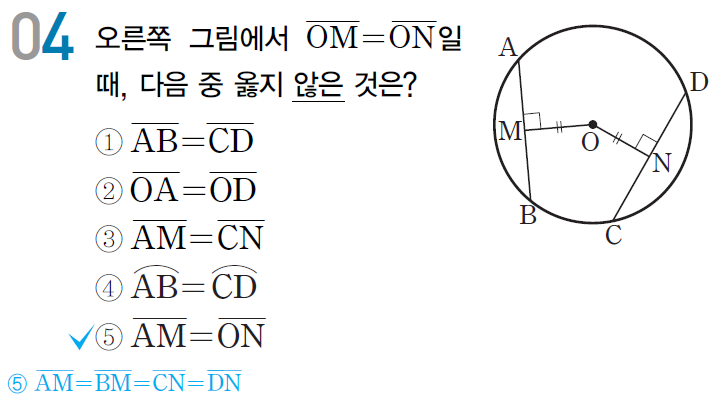 04 오른쪽 그림에서 OM=ON일
때, 다음 중 옳지 않은 것은?
① AB=CD
② OA=OD
③ AM=CN
④ AB=CD
⑤ AM=ON
⑤ AM=BM=CN=DN
A
D
M
O
N
B
C